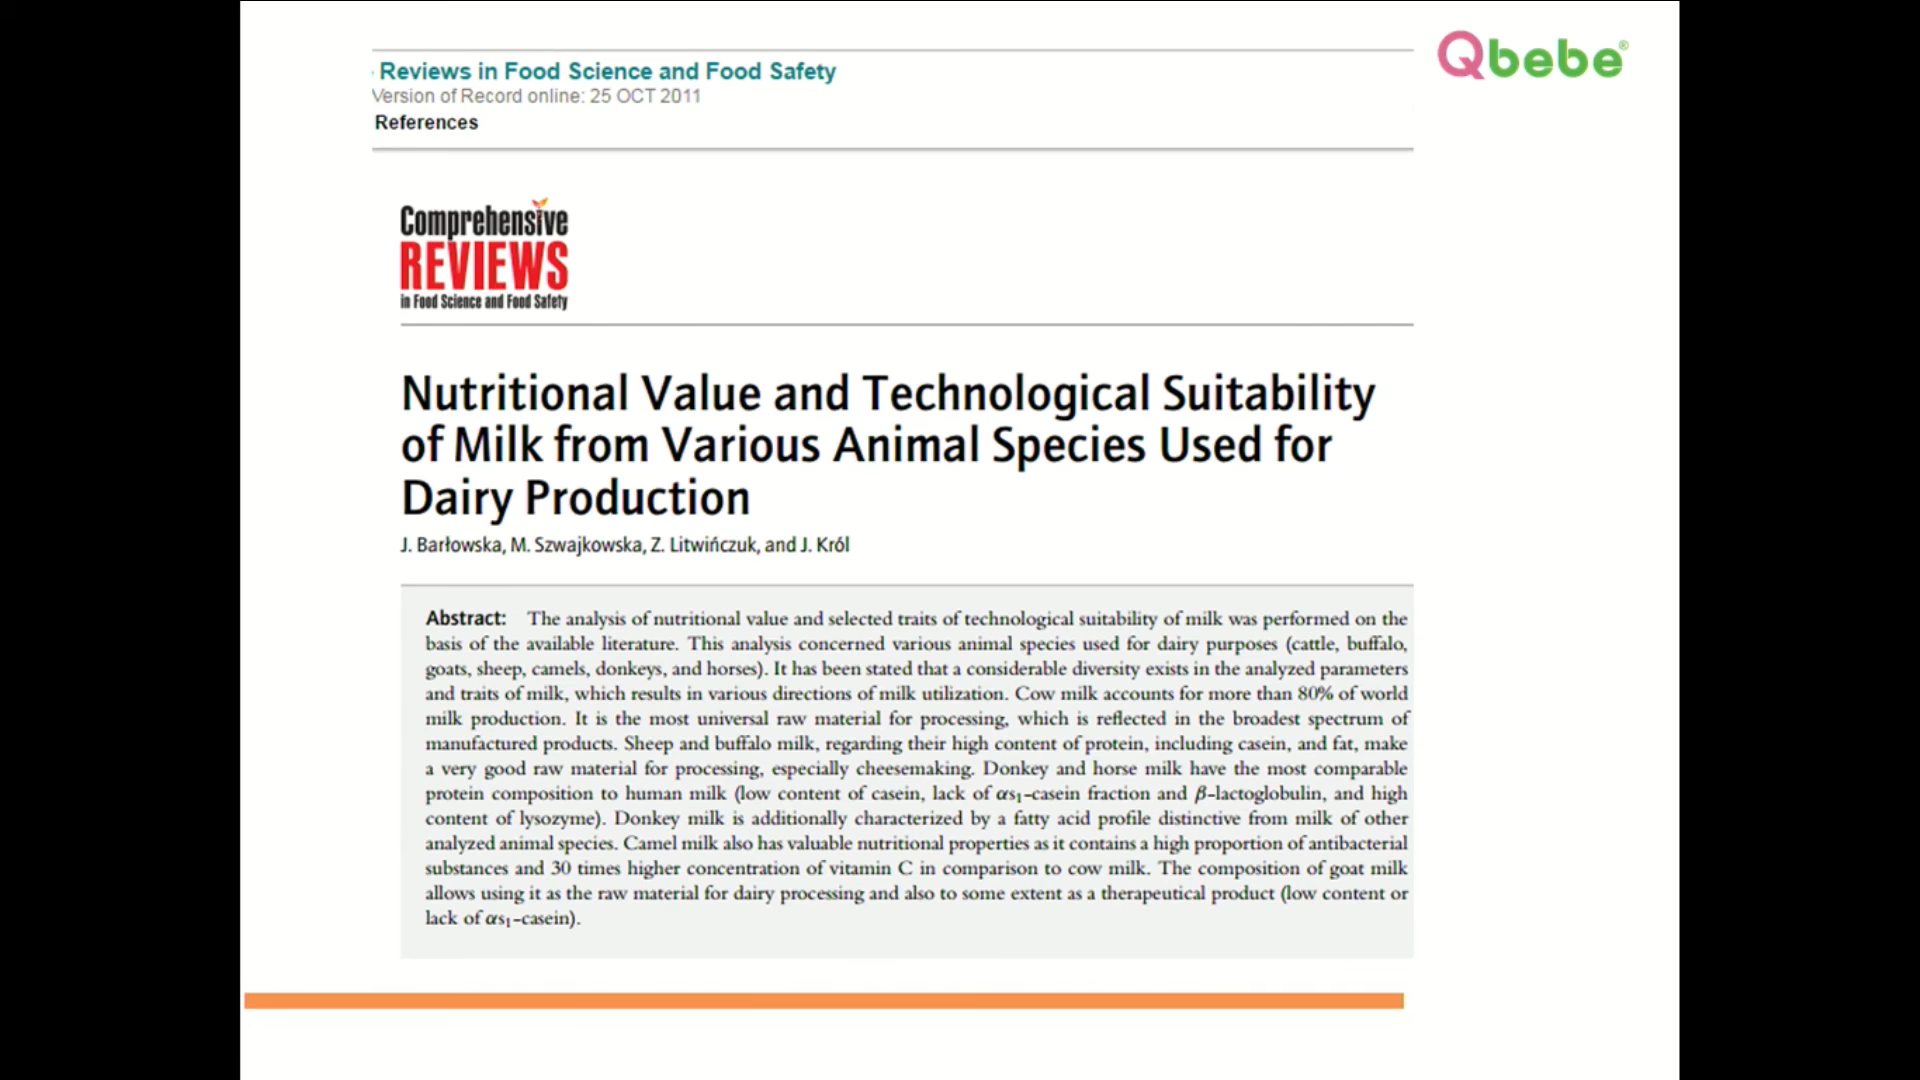 Qbebe®
Reviews in Food Science and Food Safety
Version of Record online: 25 OCT 2011
References
Comprehensive
REVIEWS
in Food Science and Food Safety
Nutritional Value and Technological Suitability
of Milk from Various Animal Species Used for
Dairy Production
J. Barłowska, M. Szwajkowska, Z. Litwińczuk, and J. Król
Abstract: The analysis of nutritional value and selected traits of technological suitability of milk was performed on the
basis of the available literature. This analysis concerned various animal species used for dairy purposes (cattle, buffalo,
goats, sheep, camels, donkeys, and horses). It has been stated that a considerable diversity exists in the analyzed parameters
and traits of milk, which results in various directions of milk utilization. Cow milk accounts for more than 80% of world
milk production. It is the most universal raw material for processing, which is reflected in the broadest spectrum of
manufactured products. Sheep and buffalo milk, regarding their high content of protein, including casein, and fat, make
a very good raw material for processing, especially cheesemaking. Donkey and horse milk have the most comparable
protein composition to human milk (low content of casein, lack of αs₁-casein fraction and β-lactoglobulin, and high
content of lysozyme). Donkey milk is additionally characterized by a fatty acid profile distinctive from milk of other
analyzed animal species. Camel milk also has valuable nutritional properties as it contains a high proportion of antibacterial
substances and 30 times higher concentration of vitamin C in comparison to cow milk. The composition of goat milk
allows using it as the raw material for dairy processing and also to some extent as a therapeutical product (low content or
lack of αs₁-casein).